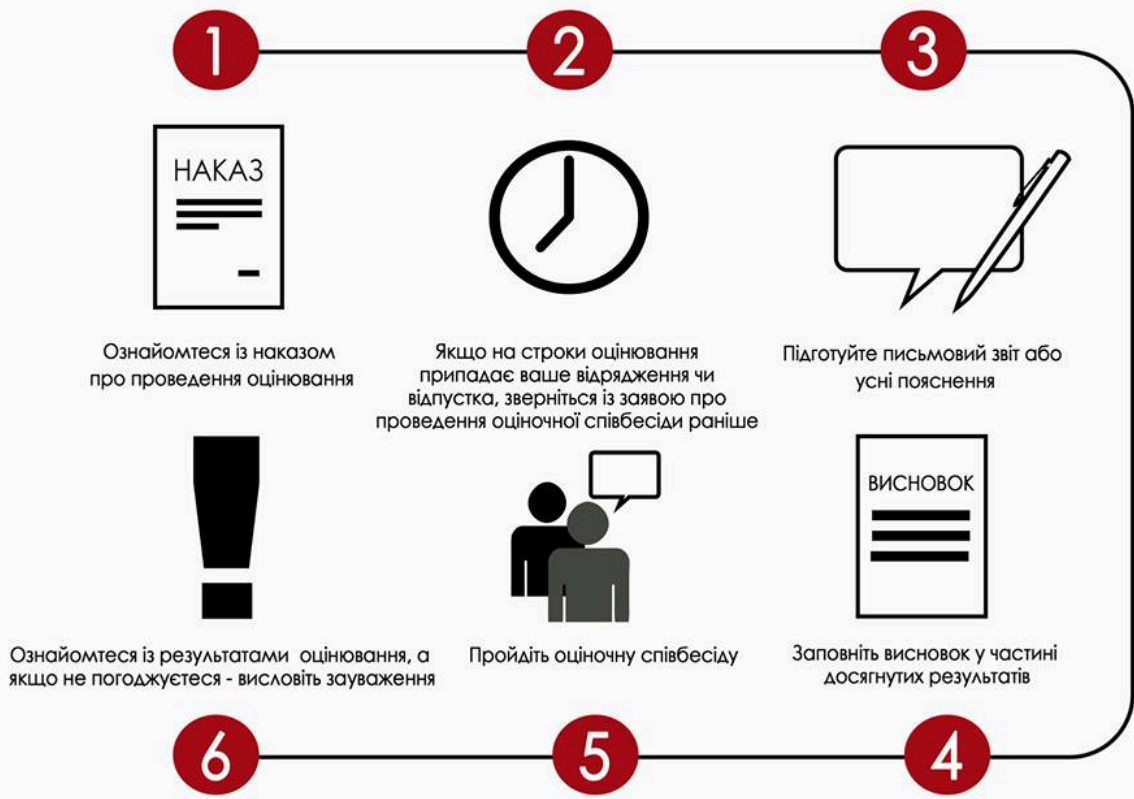 1
2
3
НАКАЗ
Ознайомтеся із наказом
про проведення оцінювання
Якщо на строки оцінювання
припадає ваше відрядження чи
відпустка, зверніться із заявою про
проведення оціночної співбесіди раніше
Підготуйте письмовий звіт або
усні пояснення
ВИСНОВОК
Заповніть висновок у частині
досягнутих результатів
4
Пройдіть оціночну співбесіду
5
Ознайомтеся із результатами оцінювання, а
якщо не погоджуєтеся - висловіть зауваження
6